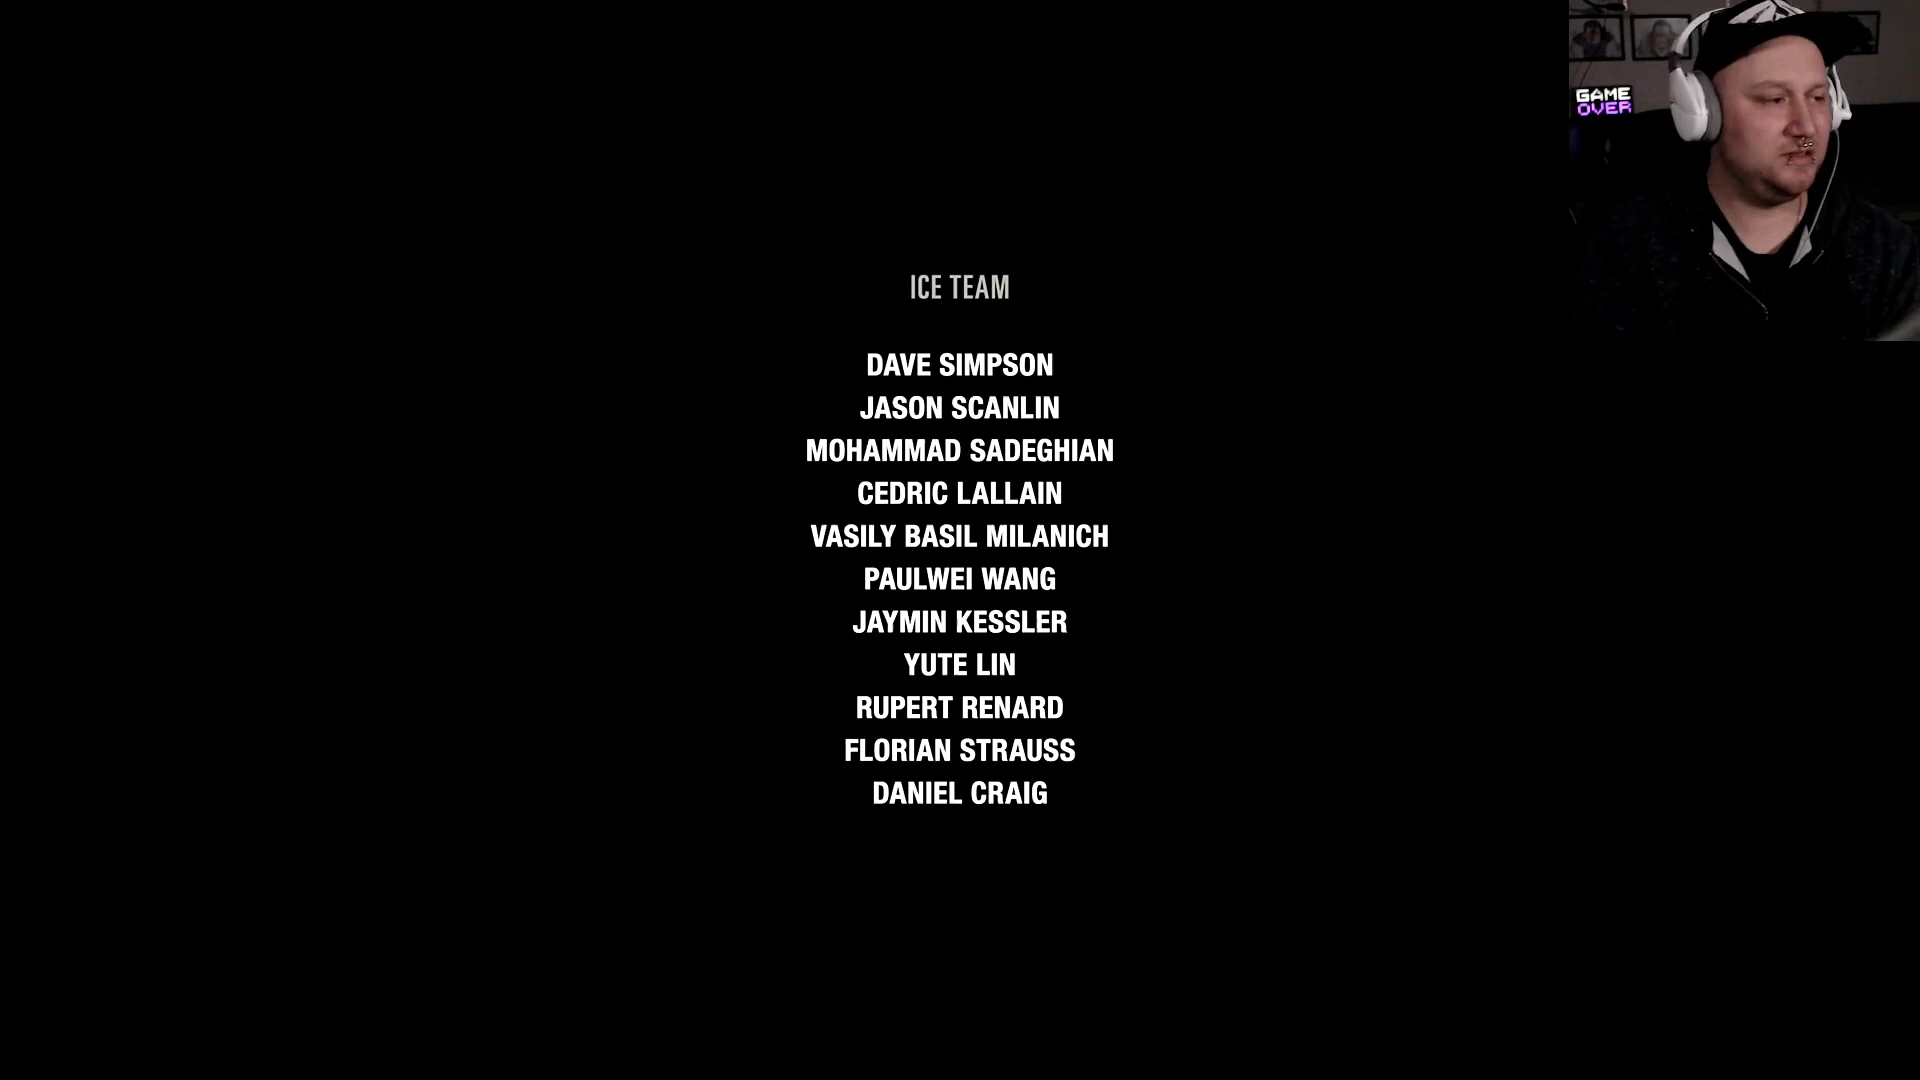 GAME
OVER
ICE TEAM
DAVE SIMPSON
JASON SCANLIN
MOHAMMAD SADEGHIAN
CEDRIC LALLAIN
VASILY BASIL MILANICH
PAULWEI WANG
JAYMIN KESSLER
YUTE LIN
RUPERT RENARD
FLORIAN STRAUSS
DANIEL CRAIG